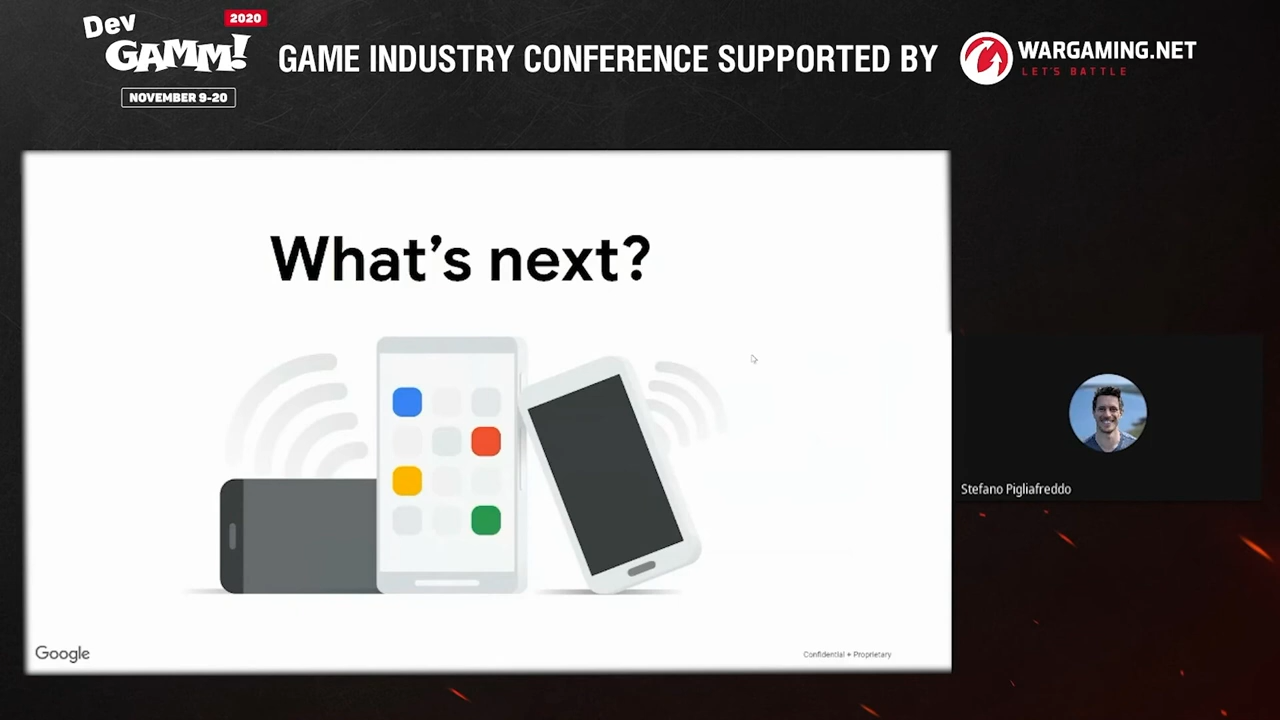 Dev
GAMM!
2020
NOVEMBER 9-20
GAME INDUSTRY CONFERENCE SUPPORTED BY
WARGAMING.NET
LET'S BATTLE
What's next?
Stefano Pigliafreddo
Google
Confidential + Proprietary